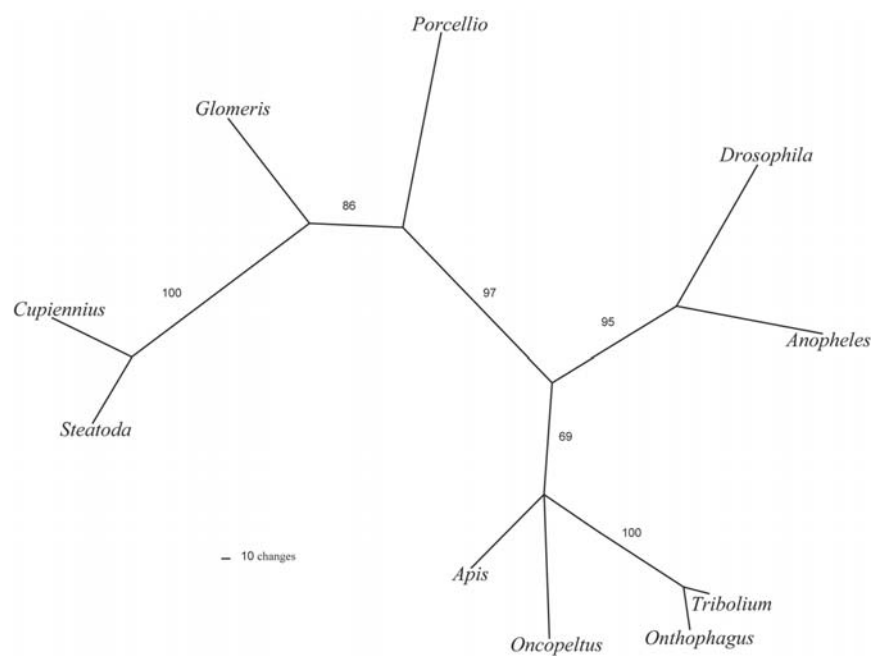 Porcellio
Glomeris
Drosophila
86
100
97
Cupiennius
95
Anopheles
Steatoda
69
100
10 changes
Apis
Tribolium
Onthophagus
Oncopeltus